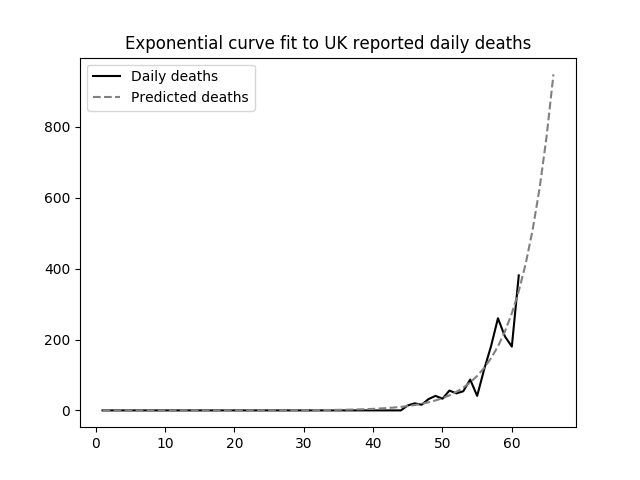 Exponential curve fit to UK reported daily deaths
Daily deaths
Predicted deaths
800
600
400
200
0
0 10 20 30 40 50 60